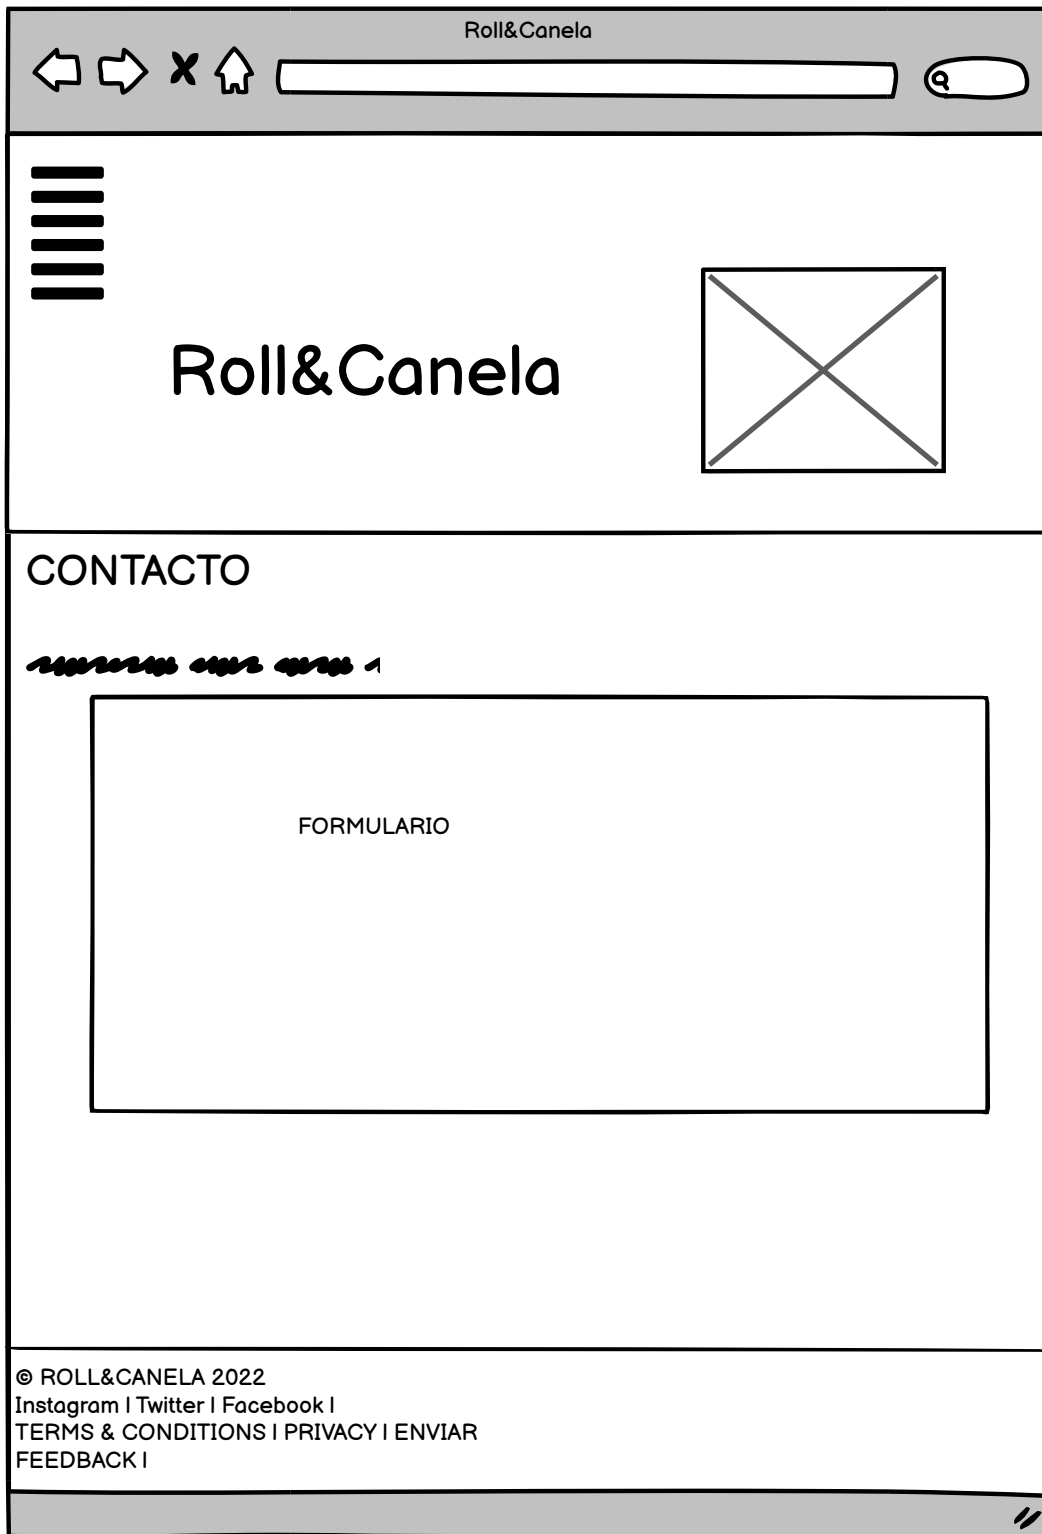 Roll&Canela
Roll&Canela
CONTACTO
FORMULARIO
© ROLL&CANELA 2022
Instagram | Twitter | Facebook |
TERMS & CONDITIONS | PRIVACY | ENVIAR
FEEDBACK |